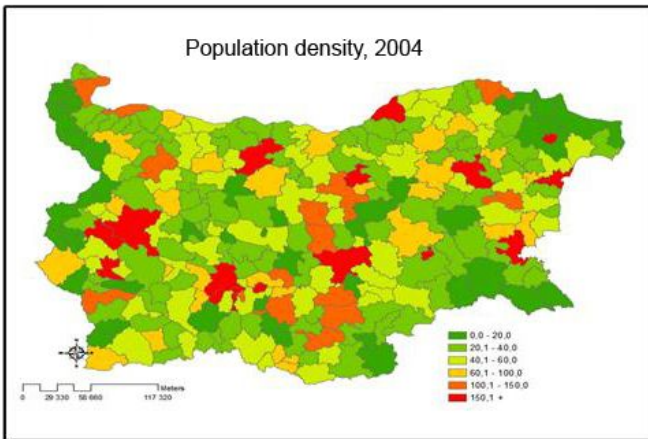 Population density, 2004
0,0 - 20,0
20,1 - 40,0
40,1 - 60,0
60,1 - 100,0
100,1 - 150,0
150,1 +
Meters
0 29 330 58 660 117 320